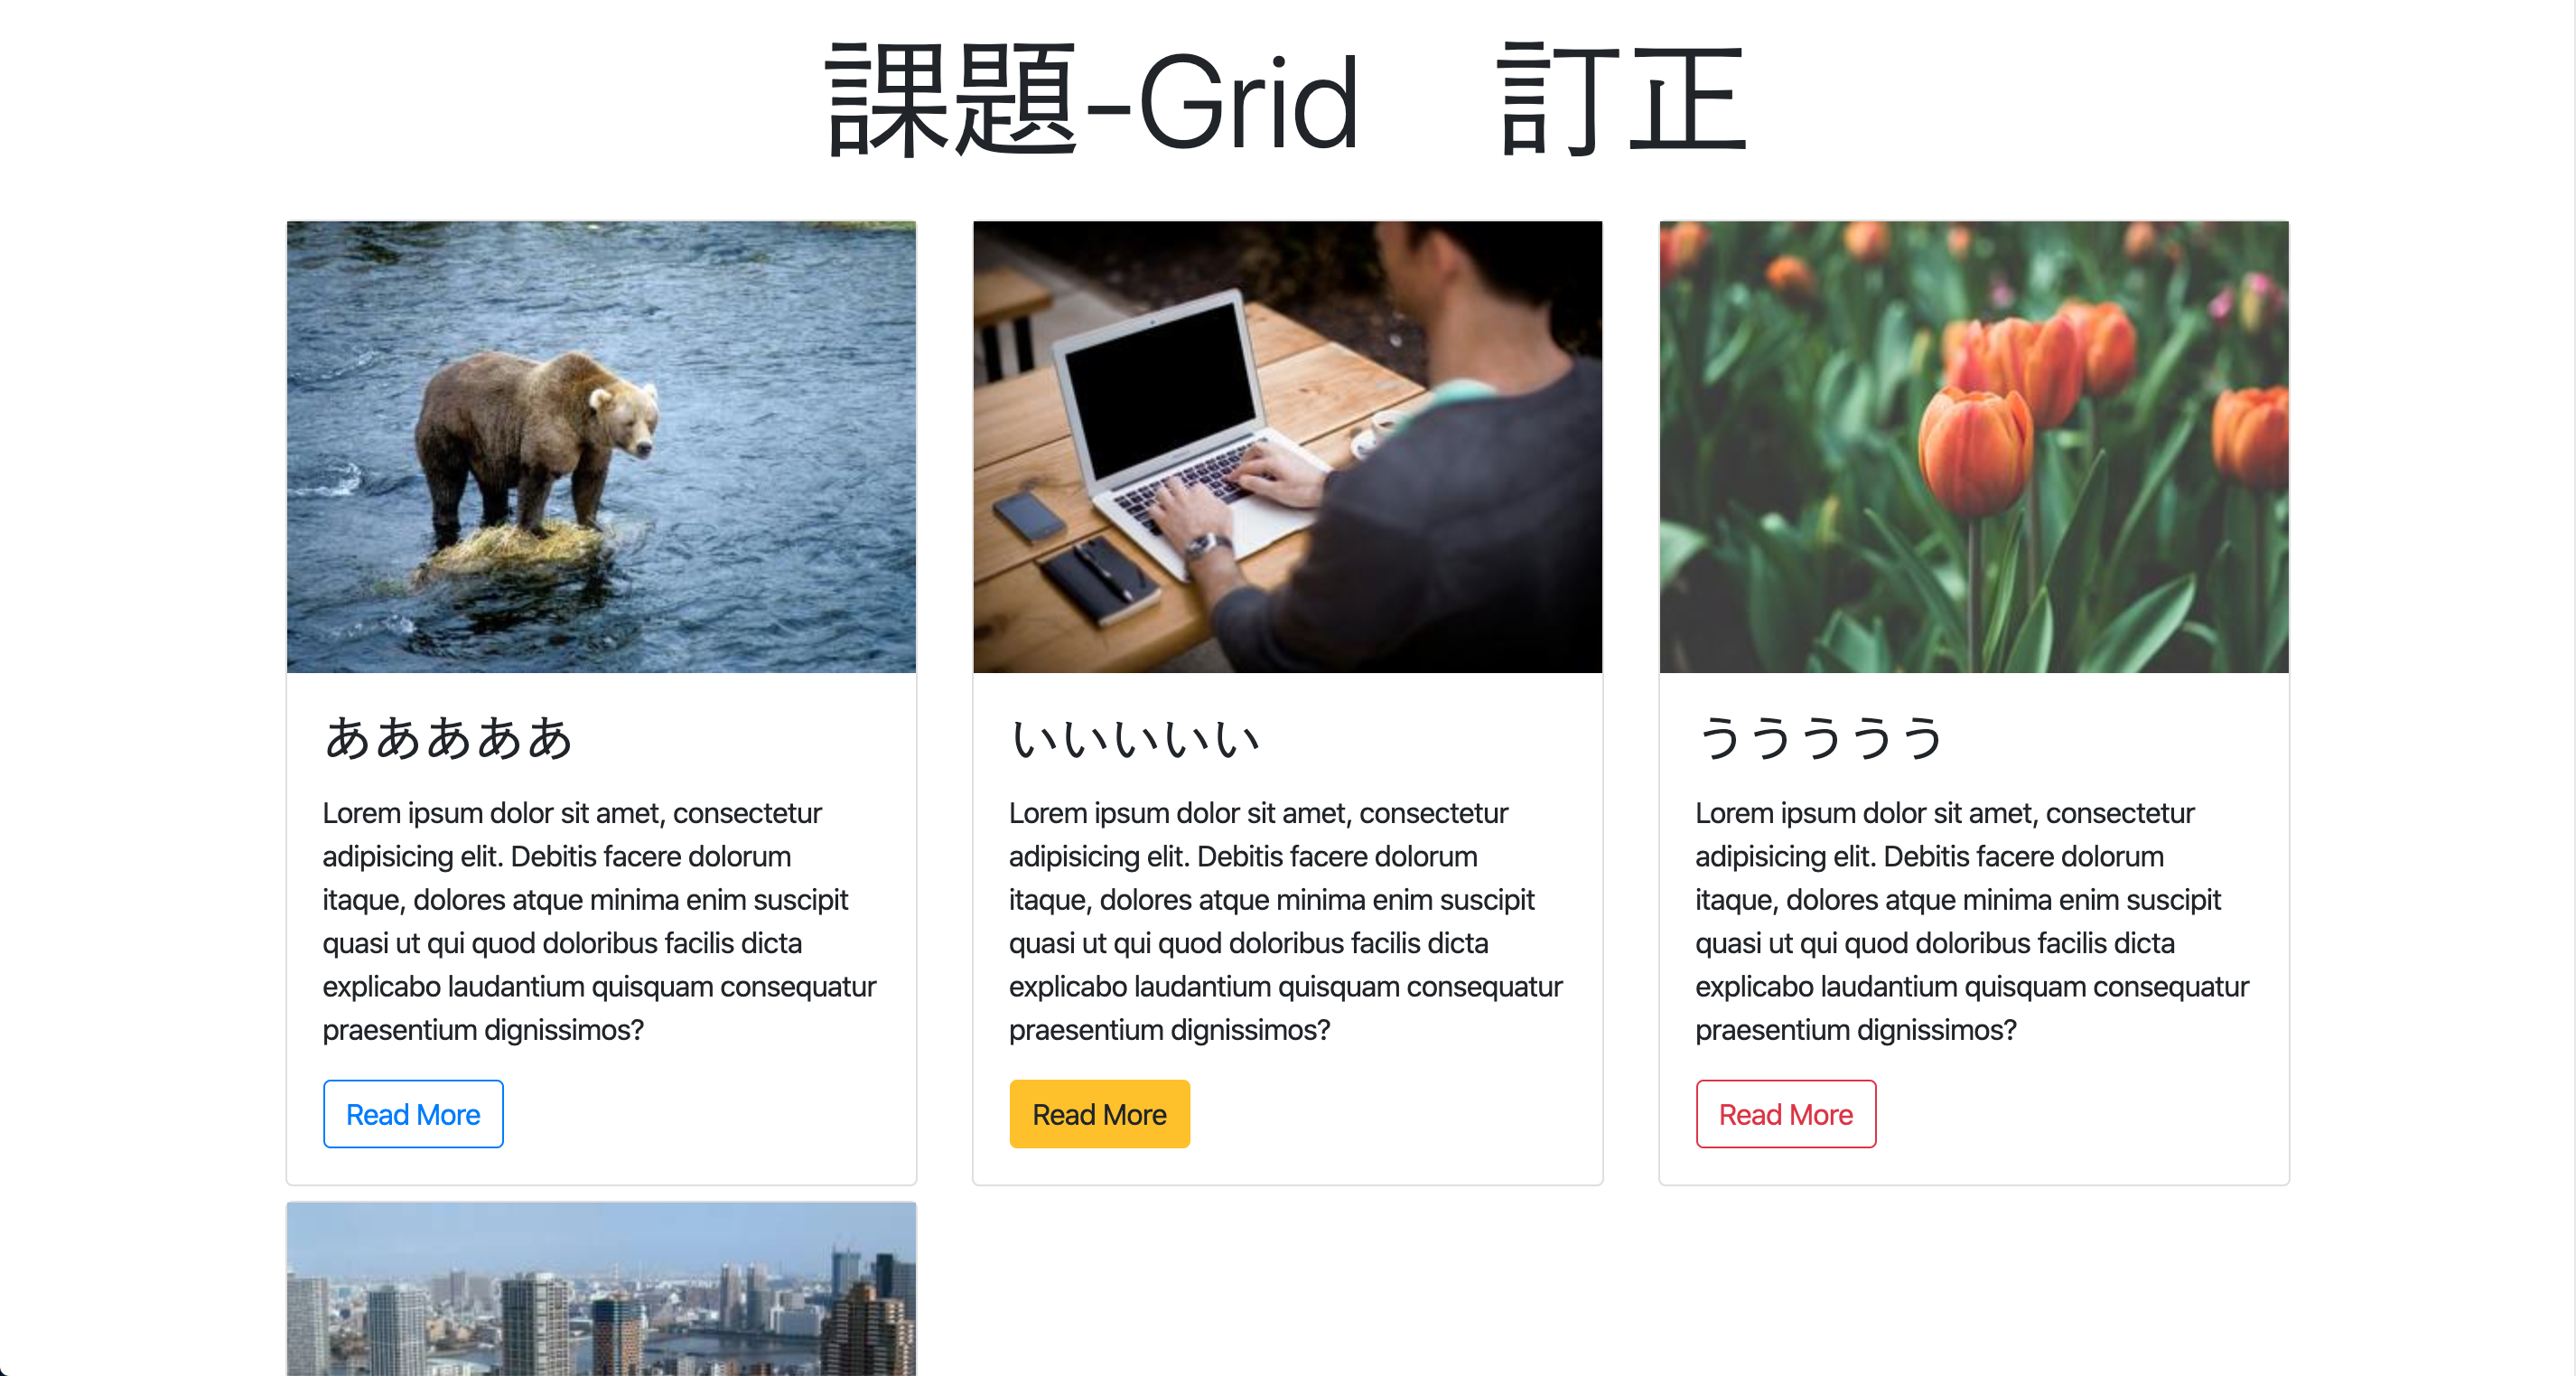 課題-Grid　訂正
あああああ
Lorem ipsum dolor sit amet, consectetur
adipisicing elit. Debitis facere dolorum
itaque, dolores atque minima enim suscipit
quasi ut qui quod doloribus facilis dicta
explicabo laudantium quisquam consequatur
praesentium dignissimos?
Read More
いいいいい
Lorem ipsum dolor sit amet, consectetur
adipisicing elit. Debitis facere dolorum
itaque, dolores atque minima enim suscipit
quasi ut qui quod doloribus facilis dicta
explicabo laudantium quisquam consequatur
praesentium dignissimos?
Read More
ううううう
Lorem ipsum dolor sit amet, consectetur
adipisicing elit. Debitis facere dolorum
itaque, dolores atque minima enim suscipit
quasi ut qui quod doloribus facilis dicta
explicabo laudantium quisquam consequatur
praesentium dignissimos?
Read More